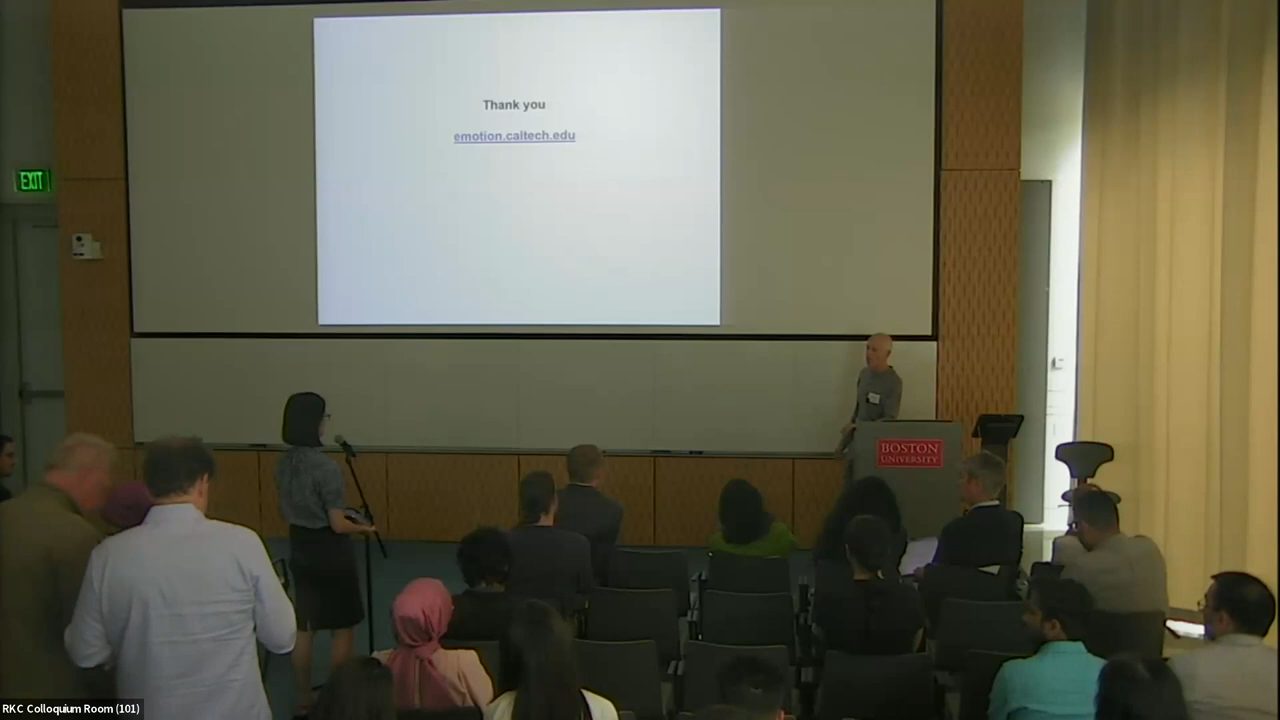 Thank you
emotion.caltech.edu
EXIT
BOSTON
UNIVERSITY
RKC Colloquium Room (101)